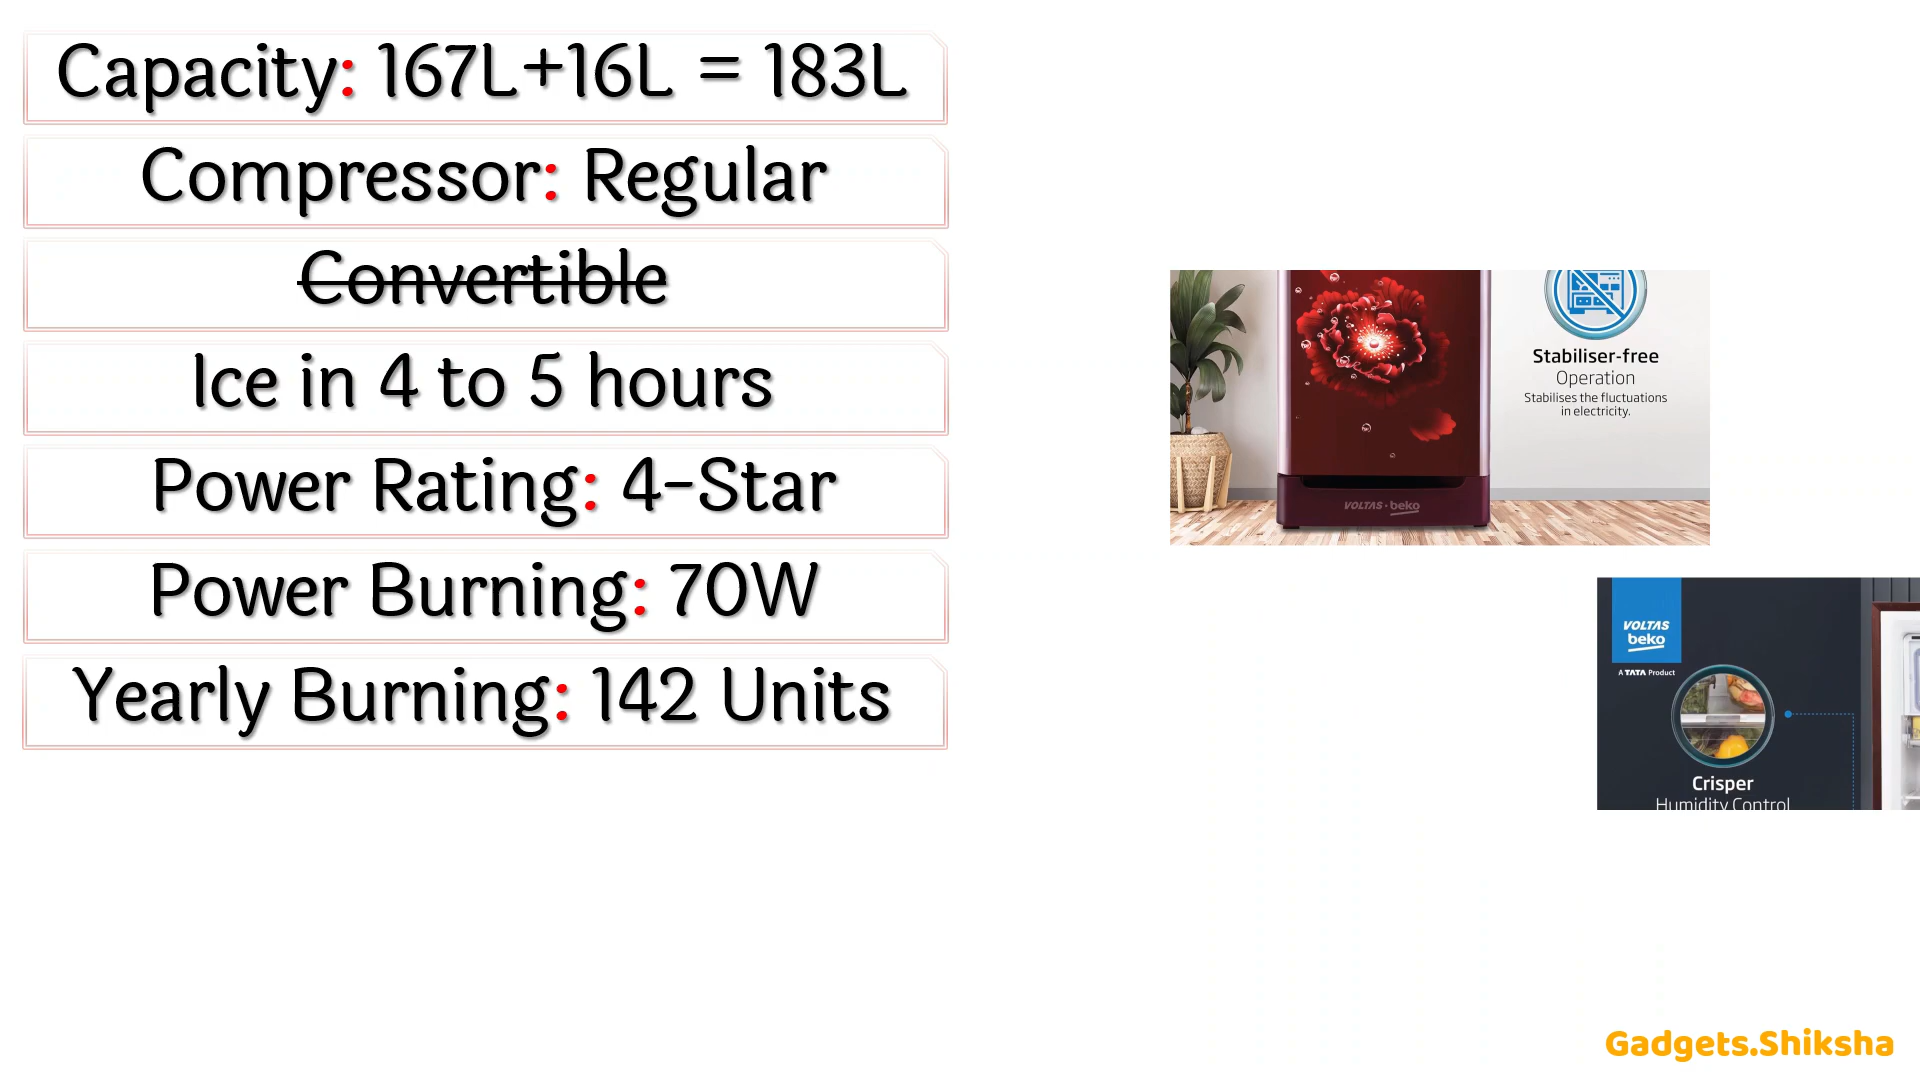 Capacity: 167L+16L = 183L
Compressor: Regular
Convertible
Ice in 4 to 5 hours
Power Rating: 4-Star
Power Burning: 70W
Yearly Burning: 142 Units
Stabiliser-free
Operation
Stabilises the fluctuations
in electricity.
VOLTAS beko
VOLTAS
beko
A TATA Product
Crisper
Humidity Control
Gadgets.Shiksha